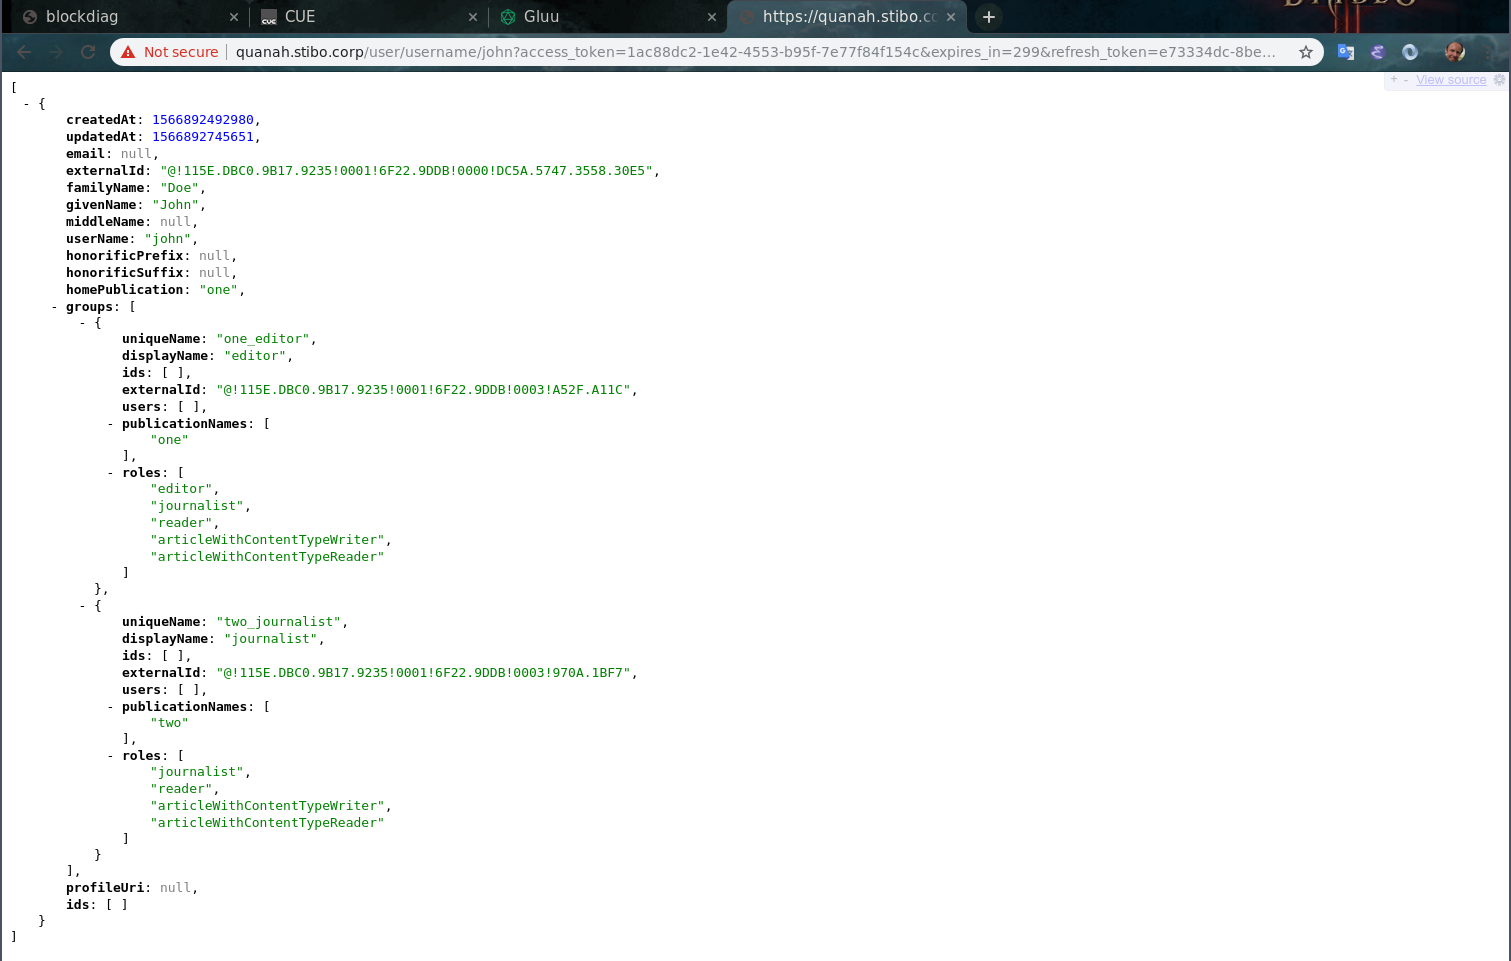 blockdiag
CUE
Gluu
https://quanah.stibo.cc
Not secure quanah.stibo.corp/user/username/john?access_token=1ac88dc2-1e42-4553-b95f-7e77f84f154c&expires_in=299&refresh_token=e73334dc-8be...
+ - View source
[
- {
createdAt: 1566892492980,
updatedAt: 1566892745651,
email: null,
externalId: "@!115E.DBC0.9B17.9235!0001!6F22.9DDB!0000!DC5A.5747.3558.30E5",
familyName: "Doe",
givenName: "John",
middleName: null,
userName: "john",
honorificPrefix: null,
honorificSuffix: null,
homePublication: "one",
- groups: [
- {
uniqueName: "one_editor",
displayName: "editor",
ids: [ ],
externalId: "@!115E.DBC0.9B17.9235!0001!6F22.9DDB!0003!A52F.A11C",
users: [ ],
- publicationNames: [
"one"
],
- roles: [
"editor",
"journalist",
"reader",
"articleWithContentTypeWriter",
"articleWithContentTypeReader"
]
},
- {
uniqueName: "two_journalist",
displayName: "journalist",
ids: [ ],
externalId: "@!115E.DBC0.9B17.9235!0001!6F22.9DDB!0003!970A.1BF7",
users: [ ],
- publicationNames: [
"two"
],
- roles: [
"journalist",
"reader",
"articleWithContentTypeWriter",
"articleWithContentTypeReader"
]
}
],
profileUri: null,
ids: [ ]
}
]